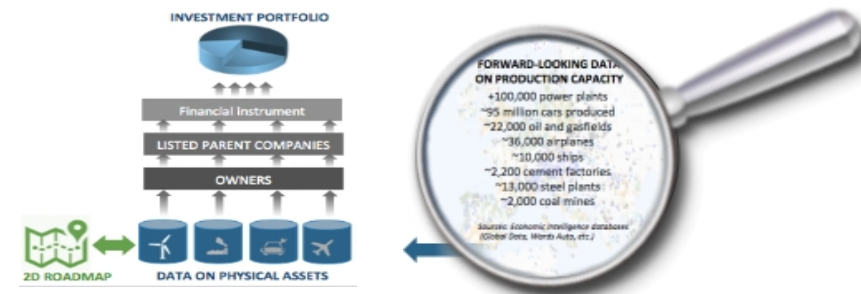 INVESTMENT PORTFOLIO
Financial Instrument
LISTED PARENT COMPANIES
OWNERS
2D ROADMAP
DATA ON PHYSICAL ASSETS
FORWARD-LOOKING DATA
ON PRODUCTION CAPACITY
+100,000 power plants
~95 million cars produced
~22,000 oil and gasfields
~36,000 airplanes
~10,000 ships
~2,200 cement factories
~13,000 steel plants
~2,000 coal mines
Sources: Economic intelligence databases
(Global Data, Wards Auto, etc.)